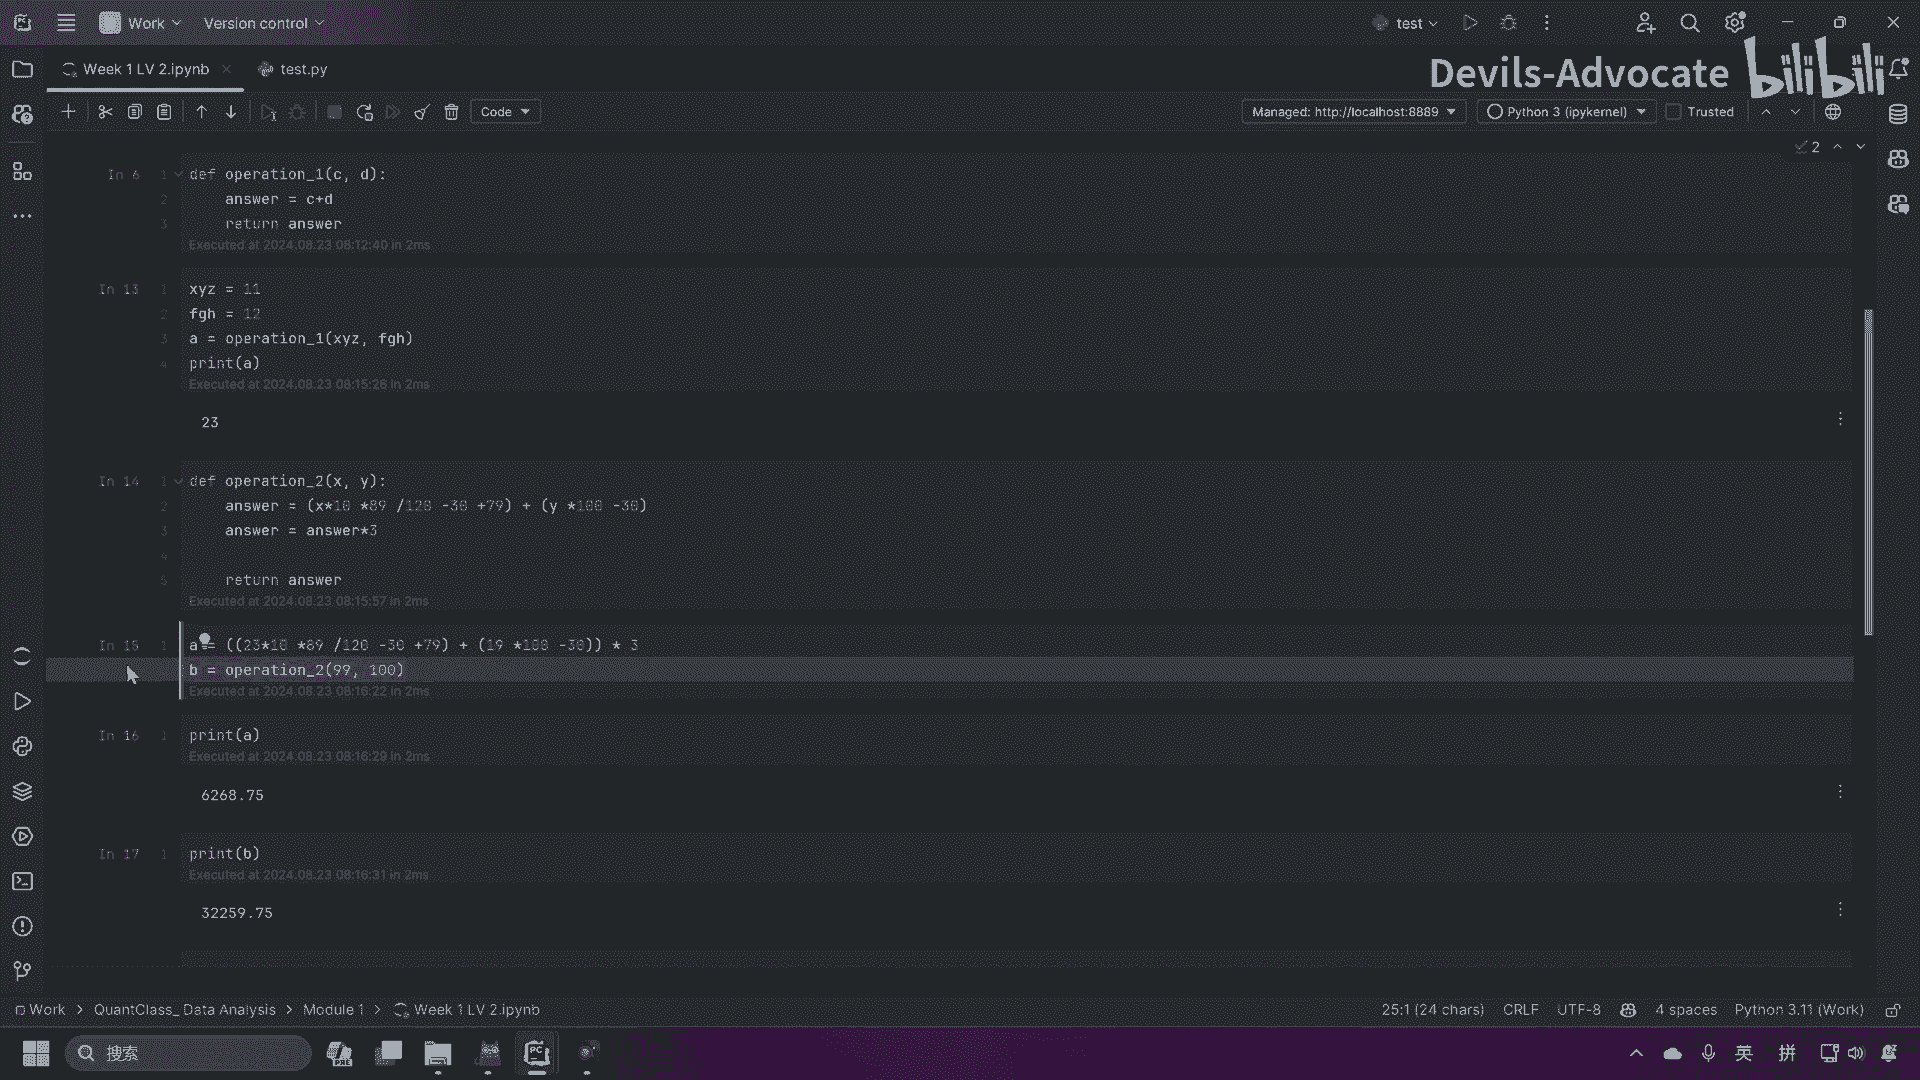 Work
Version control
test
Devils-Advocate bilibili
Week 1 LV 2.ipynb
test.py
Code
Managed: http://localhost:8889
Python 3 (ipykernel)
Trusted
2
In 6
1 def operation_1(c, d):
2 answer = c+d
3 return answer
Executed at 2024.08.23 08:12:40 in 2ms
In 13
1 xyz = 11
2 fgh = 12
3 a = operation_1(xyz, fgh)
4 print(a)
Executed at 2024.08.23 08:15:26 in 2ms
23
In 14
1 def operation_2(x, y):
2 answer = (x*10 *89 /120 -30 +79) + (y *100 -30)
3 answer = answer*3
4
5 return answer
Executed at 2024.08.23 08:15:57 in 2ms
In 15
1 a = ((23*10 *89 /120 -30 +79) + (19 *100 -30)) * 3
b = operation_2(99, 100)
Executed at 2024.08.23 08:16:22 in 2ms
In 16
1 print(a)
Executed at 2024.08.23 08:16:29 in 2ms
6268.75
In 17
1 print(b)
Executed at 2024.08.23 08:16:31 in 2ms
32259.75
Work > QuantClass_ Data Analysis > Module 1 > Week 1 LV 2.ipynb
25:1 (24 chars) CRLF UTF-8 4 spaces Python 3.11 (Work)
搜索
PRE
PC
英
拼